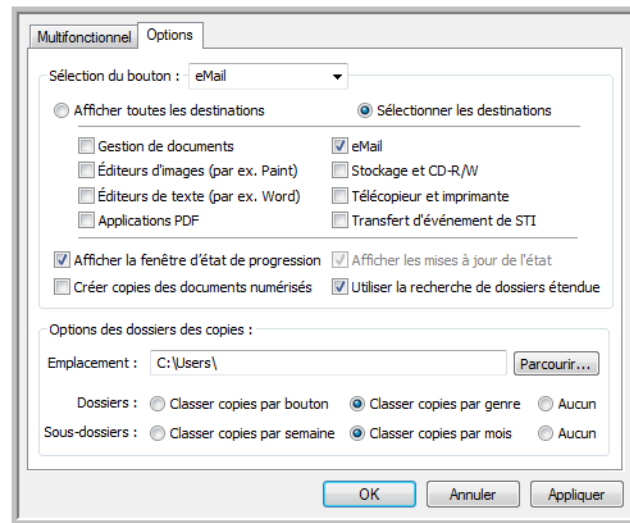 Multifonctionnel Options
Sélection du bouton : eMail
Afficher toutes les destinations Sélectionner les destinations
Gestion de documents eMail
Éditeurs d'images (par ex. Paint) Stockage et CD-R/W
Éditeurs de texte (par ex. Word) Télécopieur et imprimante
Applications PDF Transfert d'événement de STI
Afficher la fenêtre d'état de progression Afficher les mises à jour de l'état
Créer copies des documents numérisés Utiliser la recherche de dossiers étendue
Options des dossiers des copies :
Emplacement : C:\Users\ Parcourir...
Dossiers : Classer copies par bouton Classer copies par genre Aucun
Sous-dossiers : Classer copies par semaine Classer copies par mois Aucun
OK Annuler Appliquer